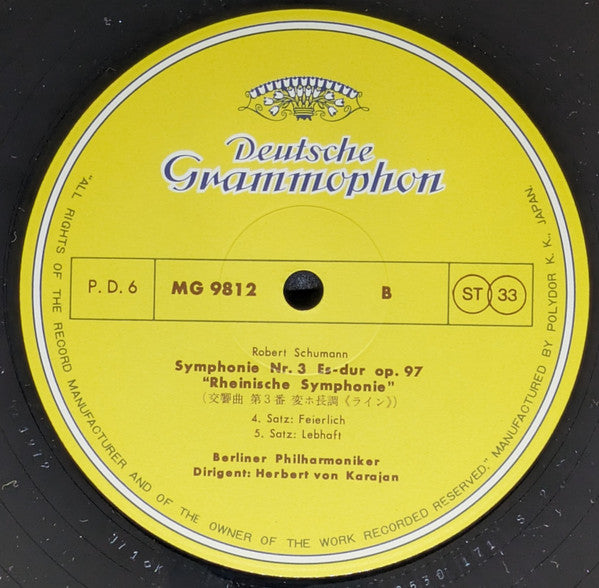 Deutsche
Grammophon
P. D. 6
MG 9812
B
ST 33
Robert Schumann
Symphonie Nr. 3 Es-dur op. 97
"Rheinische Symphonie"
(交響曲 第3番 変ホ長調《ライン》)
4. Satz: Feierlich
5. Satz: Lebhaft
Berliner Philharmoniker
Dirigent: Herbert von Karajan
"ALL RIGHTS OF THE RECORD MANUFACTURER AND OF THE OWNER OF THE WORK RECORDED RESERVED." MANUFACTURED BY POLYDOR K. K., JAPAN.